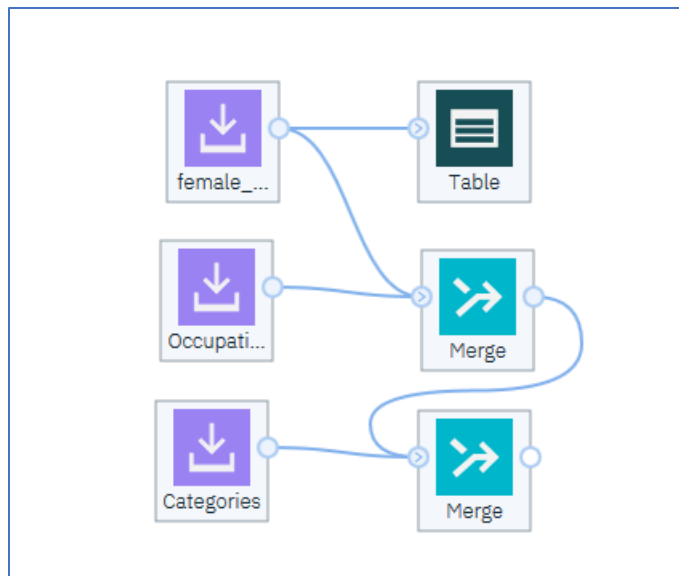 female_...
Table
Occupati...
Merge
Categories
Merge